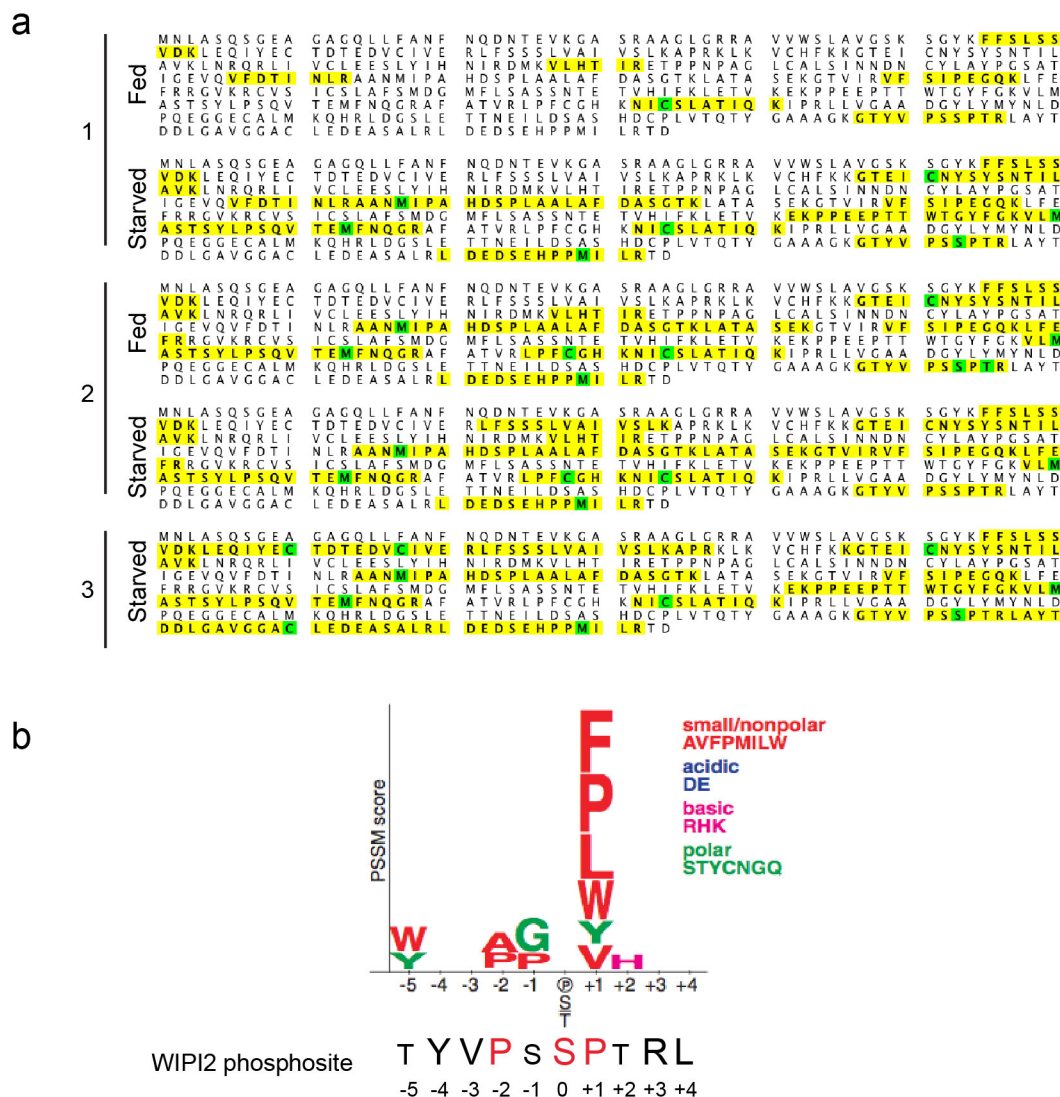 a
1
Fed
MNLASQSGEA GAGQLLFANF NQDNTEVKGA SRAAGLGRRA VVWSLAVGSK SGYKFFSLSS
VDKLEQIYEC TDTEDVCIVE RLFSSSLVAI VSLKAPRKLK VCHFKKGTEI CNYSYSNTIL
AVKLNRQRLI VCLEESLYIH NIRDMKVLHT IRETPPNPAG LCALSINNDN CYLAYPGSAT
IGEVQVFDTI NLRAANMIPA HDSPLAALAF DASGTKLATA SEKGTVIRVF SIPEGQKLFE
FRRGVKRCVS ICSLAFSMDG MFLSASSNTE TVHIFKLETV KEKPPEEPTT WTGYFGKVLM
ASTSYLPSQV TEMFNQGRAF ATVRLPFCGH KNICSLATIQ KIPRLLVGAA DGYLYMYNLD
PQEGGECALM KQHRLDGSLE TTNEILDSAS HDCPLVTQTY GAAAGKGTYV PSSPTRLAYT
DDLGAVGGAC LEDEASALRL DEDSEHPPMI LRTD
Starved
MNLASQSGEA GAGQLLFANF NQDNTEVKGA SRAAGLGRRA VVWSLAVGSK SGYKFFSLSS
VDKLEQIYEC TDTEDVCIVE RLFSSSLVAI VSLKAPRKLK VCHFKKGTEI CNYSYSNTIL
AVKLNRQRLI VCLEESLYIH NIRDMKVLHT IRETPPNPAG LCALSINNDN CYLAYPGSAT
IGEVQVFDTI NLRAANMIPA HDSPLAALAF DASGTKLATA SEKGTVIRVF SIPEGQKLFE
FRRGVKRCVS ICSLAFSMDG MFLSASSNTE TVHIFKLETV KEKPPEEPTT WTGYFGKVLM
ASTSYLPSQV TEMFNQGRAF ATVRLPFCGH KNICSLATIQ KIPRLLVGAA DGYLYMYNLD
PQEGGECALM KQHRLDGSLE TTNEILDSAS HDCPLVTQTY GAAAGKGTYV PSSPTRLAYT
DDLGAVGGAC LEDEASALRL DEDSEHPPMI LRTD
2
Fed
MNLASQSGEA GAGQLLFANF NQDNTEVKGA SRAAGLGRRA VVWSLAVGSK SGYKFFSLSS
VDKLEQIYEC TDTEDVCIVE RLFSSSLVAI VSLKAPRKLK VCHFKKGTEI CNYSYSNTIL
AVKLNRQRLI VCLEESLYIH NIRDMKVLHT IRETPPNPAG LCALSINNDN CYLAYPGSAT
IGEVQVFDTI NLRAANMIPA HDSPLAALAF DASGTKLATA SEKGTVIRVF SIPEGQKLFE
FRRGVKRCVS ICSLAFSMDG MFLSASSNTE TVHIFKLETV KEKPPEEPTT WTGYFGKVLM
ASTSYLPSQV TEMFNQGRAF ATVRLPFCGH KNICSLATIQ KIPRLLVGAA DGYLYMYNLD
PQEGGECALM KQHRLDGSLE TTNEILDSAS HDCPLVTQTY GAAAGKGTYV PSSPTRLAYT
DDLGAVGGAC LEDEASALRL DEDSEHPPMI LRTD
Starved
MNLASQSGEA GAGQLLFANF NQDNTEVKGA SRAAGLGRRA VVWSLAVGSK SGYKFFSLSS
VDKLEQIYEC TDTEDVCIVE RLFSSSLVAI VSLKAPRKLK VCHFKKGTEI CNYSYSNTIL
AVKLNRQRLI VCLEESLYIH NIRDMKVLHT IRETPPNPAG LCALSINNDN CYLAYPGSAT
IGEVQVFDTI NLRAANMIPA HDSPLAALAF DASGTKLATA SEKGTVIRVF SIPEGQKLFE
FRRGVKRCVS ICSLAFSMDG MFLSASSNTE TVHIFKLETV KEKPPEEPTT WTGYFGKVLM
ASTSYLPSQV TEMFNQGRAF ATVRLPFCGH KNICSLATIQ KIPRLLVGAA DGYLYMYNLD
PQEGGECALM KQHRLDGSLE TTNEILDSAS HDCPLVTQTY GAAAGKGTYV PSSPTRLAYT
DDLGAVGGAC LEDEASALRL DEDSEHPPMI LRTD
3
Starved
MNLASQSGEA GAGQLLFANF NQDNTEVKGA SRAAGLGRRA VVWSLAVGSK SGYKFFSLSS
VDKLEQIYEC TDTEDVCIVE RLFSSSLVAI VSLKAPRKLK VCHFKKGTEI CNYSYSNTIL
AVKLNRQRLI VCLEESLYIH NIRDMKVLHT IRETPPNPAG LCALSINNDN CYLAYPGSAT
IGEVQVFDTI NLRAANMIPA HDSPLAALAF DASGTKLATA SEKGTVIRVF SIPEGQKLFE
FRRGVKRCVS ICSLAFSMDG MFLSASSNTE TVHIFKLETV KEKPPEEPTT WTGYFGKVLM
ASTSYLPSQV TEMFNQGRAF ATVRLPFCGH KNICSLATIQ KIPRLLVGAA DGYLYMYNLD
PQEGGECALM KQHRLDGSLE TTNEILDSAS HDCPLVTQTY GAAAGKGTYV PSSPTRLAYT
DDLGAVGGAC LEDEASALRL DEDSEHPPMI LRTD
b
PSSM score
W
Y
A
P
G
P
F
P
L
W
Y
V
H
small/nonpolar
AVFPMILW
acidic
DE
basic
RHK
polar
STYCNGQ
-5 -4 -3 -2 -1 0 +1 +2 +3 +4
P
S
T
WIPI2 phosphosite T Y V P S S P T R L
-5 -4 -3 -2 -1 0 +1 +2 +3 +4